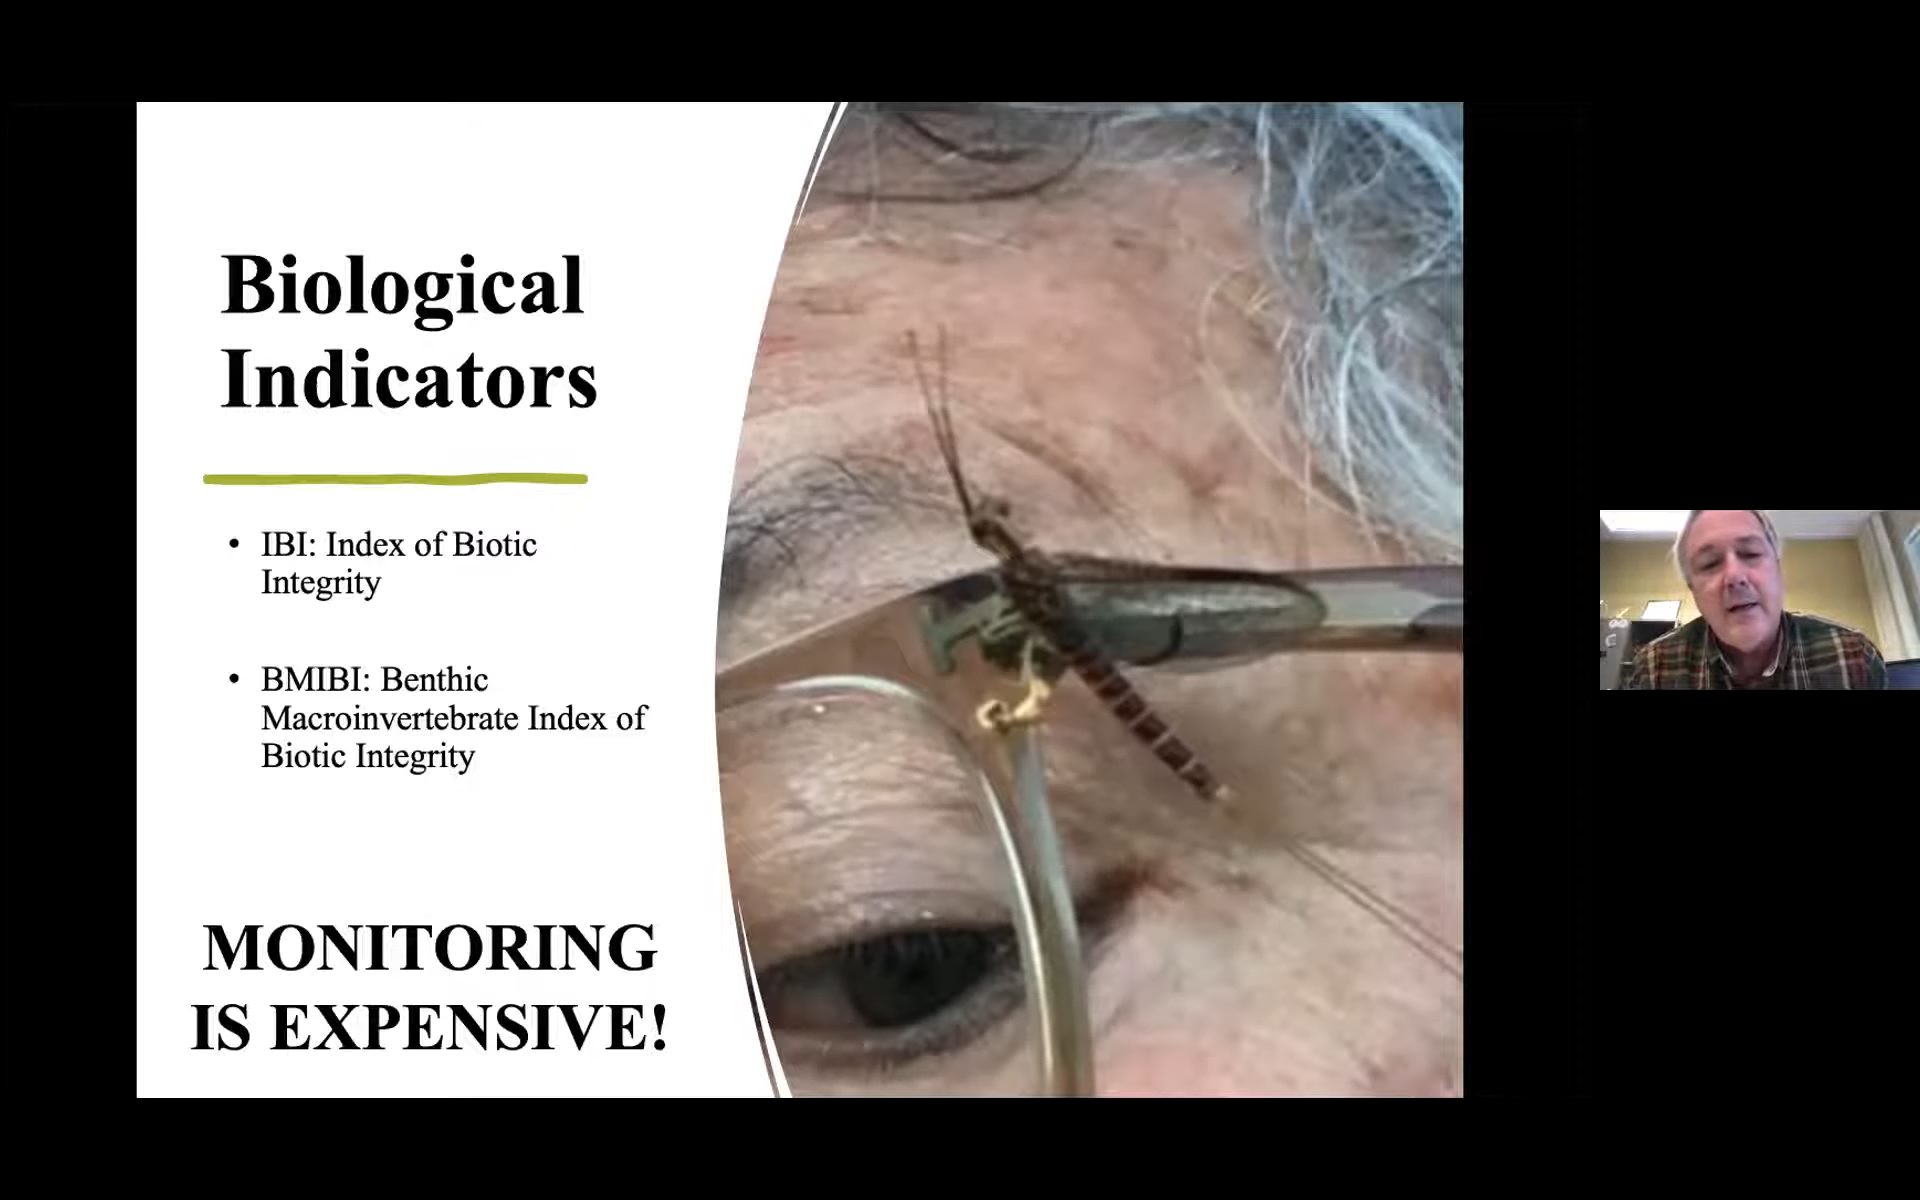 Biological
Indicators
• IBI: Index of Biotic
Integrity
• BMIBI: Benthic
Macroinvertebrate Index of
Biotic Integrity
MONITORING
IS EXPENSIVE!